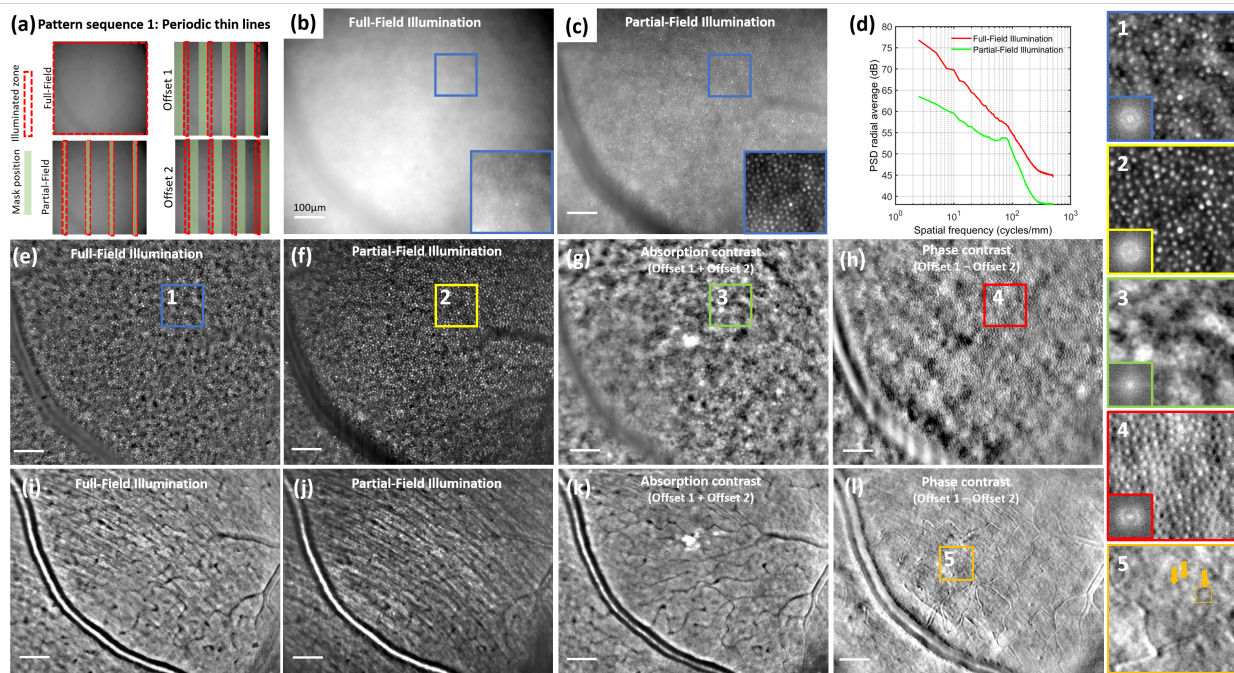 (a) Pattern sequence 1: Periodic thin lines
Illuminated zone
Mask position
Full-Field
Partial-Field
Offset 1
Offset 2
(b) Full-Field Illumination
100µm
(c) Partial-Field Illumination
(d)
Full-Field Illumination
Partial-Field Illumination
PSD radial average (dB)
80
75
70
65
60
55
50
45
40
10⁰ 10¹ 10² 10³
Spatial frequency (cycles/mm)
1
2
3
4
5
(e) Full-Field Illumination
1
(f) Partial-Field Illumination
2
(g) Absorption contrast
(Offset 1 + Offset 2)
3
(h) Phase contrast
(Offset 1 − Offset 2)
4
(i) Full-Field Illumination
(j) Partial-Field Illumination
(k) Absorption contrast
(Offset 1 + Offset 2)
(l) Phase contrast
(Offset 1 − Offset 2)
5